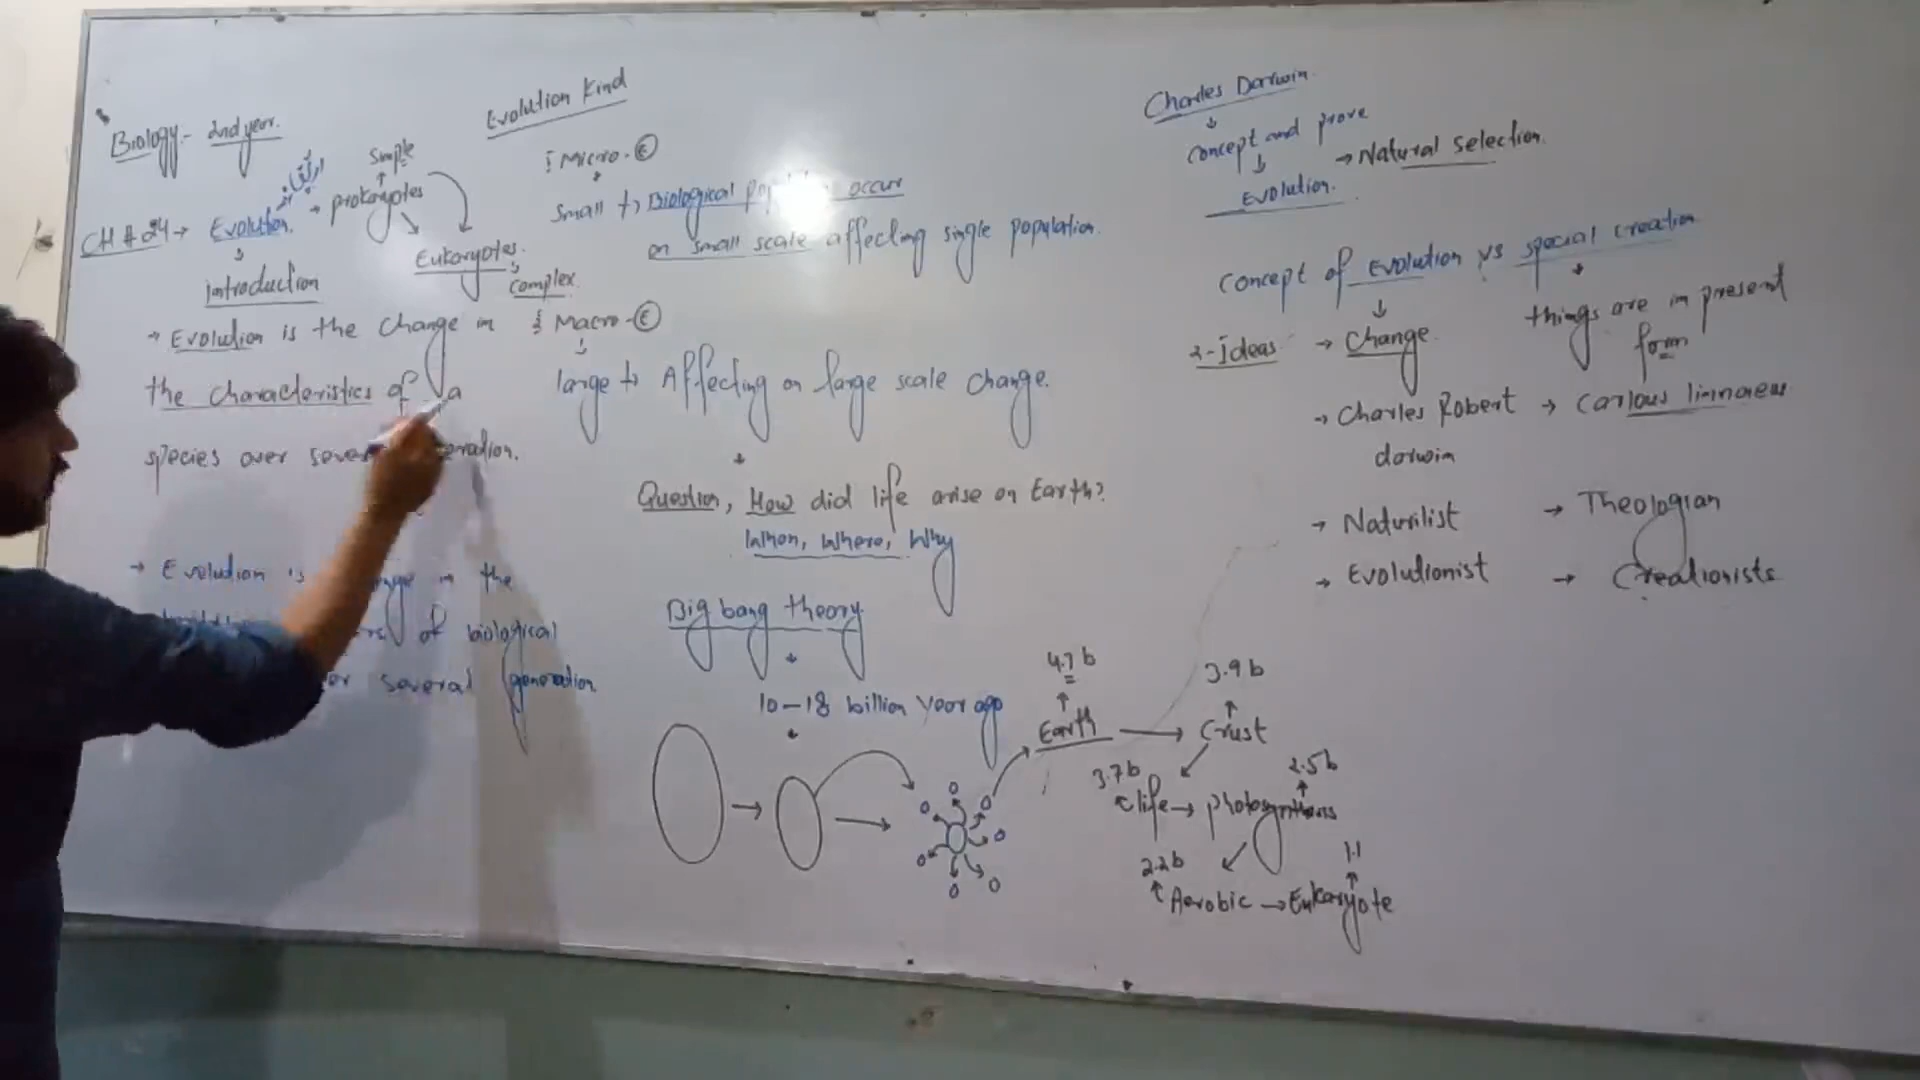 Biology:- 2nd year.
CH # 24 → Evolution. → prokaryotes
ارتقاء
Simple
Eukaryotes.
complex.
introduction
→ Evolution is the change in
the characteristics of a
species over
→ Evolution is in the
of biological
several generation
Evolution Kind
Micro - E
small → Biological occur
on small scale affecting single population.
Macro - E
large → Affecting on large scale change.
Question, How did life arise on Earth?
When, Where, Why
Big bang theory.
10-18 billion year ago
4.7 b
Earth → Crust
3.9 b
3.7 b
life → photosynthesis
2.5 b
2.2 b
Aerobic → Eukaryote
1.1
Charles Darwin.
concept and prove
Evolution. → Natural selection.
concept of Evolution vs special creation
2-Ideas → Change.
things are in present
form
→ Charles Robert
darwin
→ Carlous linnaeus
→ Naturilist
→ Theologian
→ Evolutionist
→ Creationists